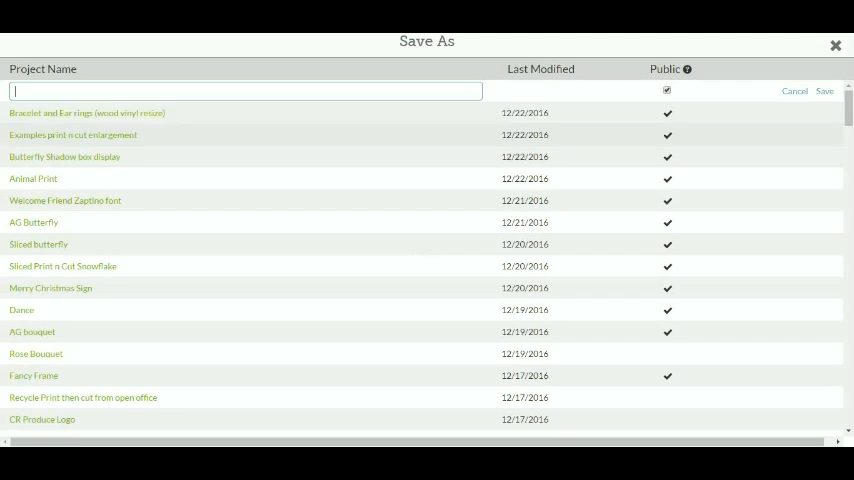 Save As
Project Name Last Modified Public
Cancel Save
Bracelet and Ear rings (wood vinyl resize) 12/22/2016
Examples print n cut enlargement 12/22/2016
Butterfly Shadow box display 12/22/2016
Animal Print 12/22/2016
Welcome Friend Zaptino font 12/21/2016
AG Butterfly 12/21/2016
Sliced butterfly 12/20/2016
Sliced Print n Cut Snowflake 12/20/2016
Merry Christmas Sign 12/20/2016
Dance 12/19/2016
AG bouquet 12/19/2016
Rose Bouquet 12/19/2016
Fancy Frame 12/17/2016
Recycle Print then cut from open office 12/17/2016
CR Produce Logo 12/17/2016